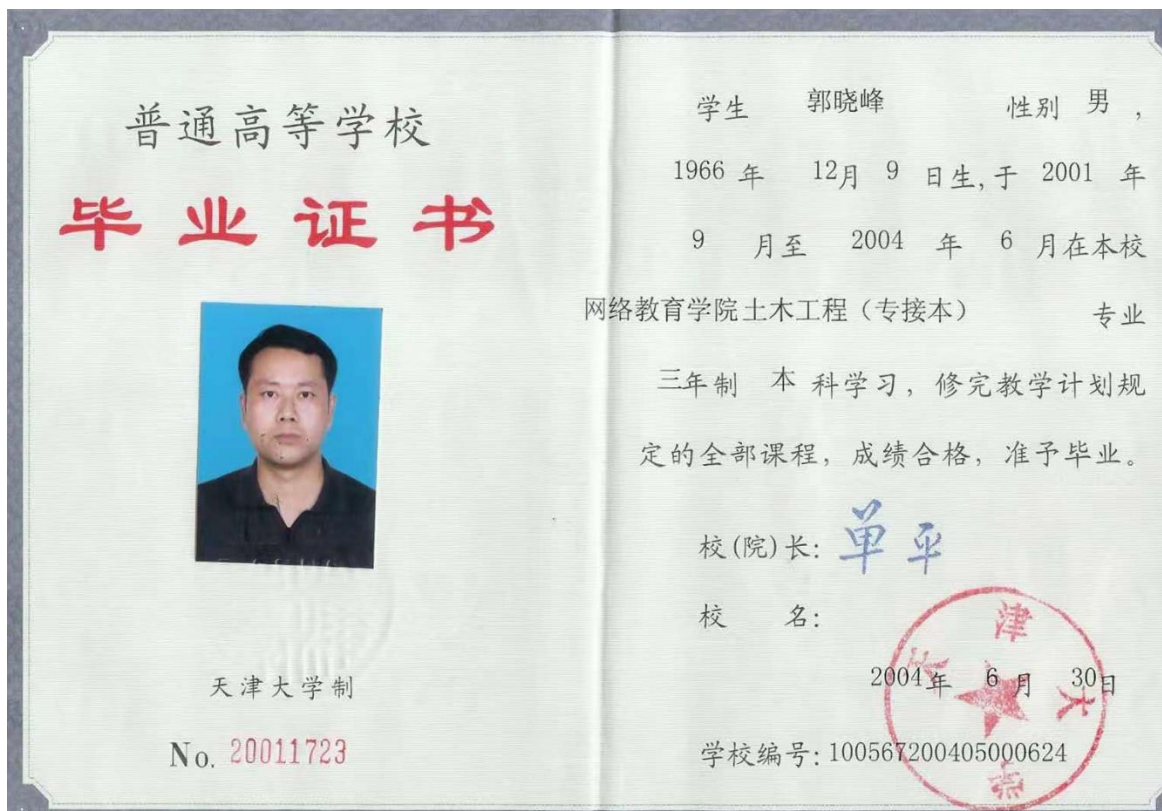 普通高等学校
毕业证书
天津大学制
No. 20011723
学生 郭晓峰 性别 男，
1966 年 12月 9 日生，于 2001 年
9 月至 2004 年 6 月在本校
网络教育学院土木工程（专接本） 专业
三年制 本 科学习，修完教学计划规
定的全部课程，成绩合格，准予毕业。
校(院)长：单平
校 名：
天津大学
2004年 6 月 30日
学校编号：100567200405000624